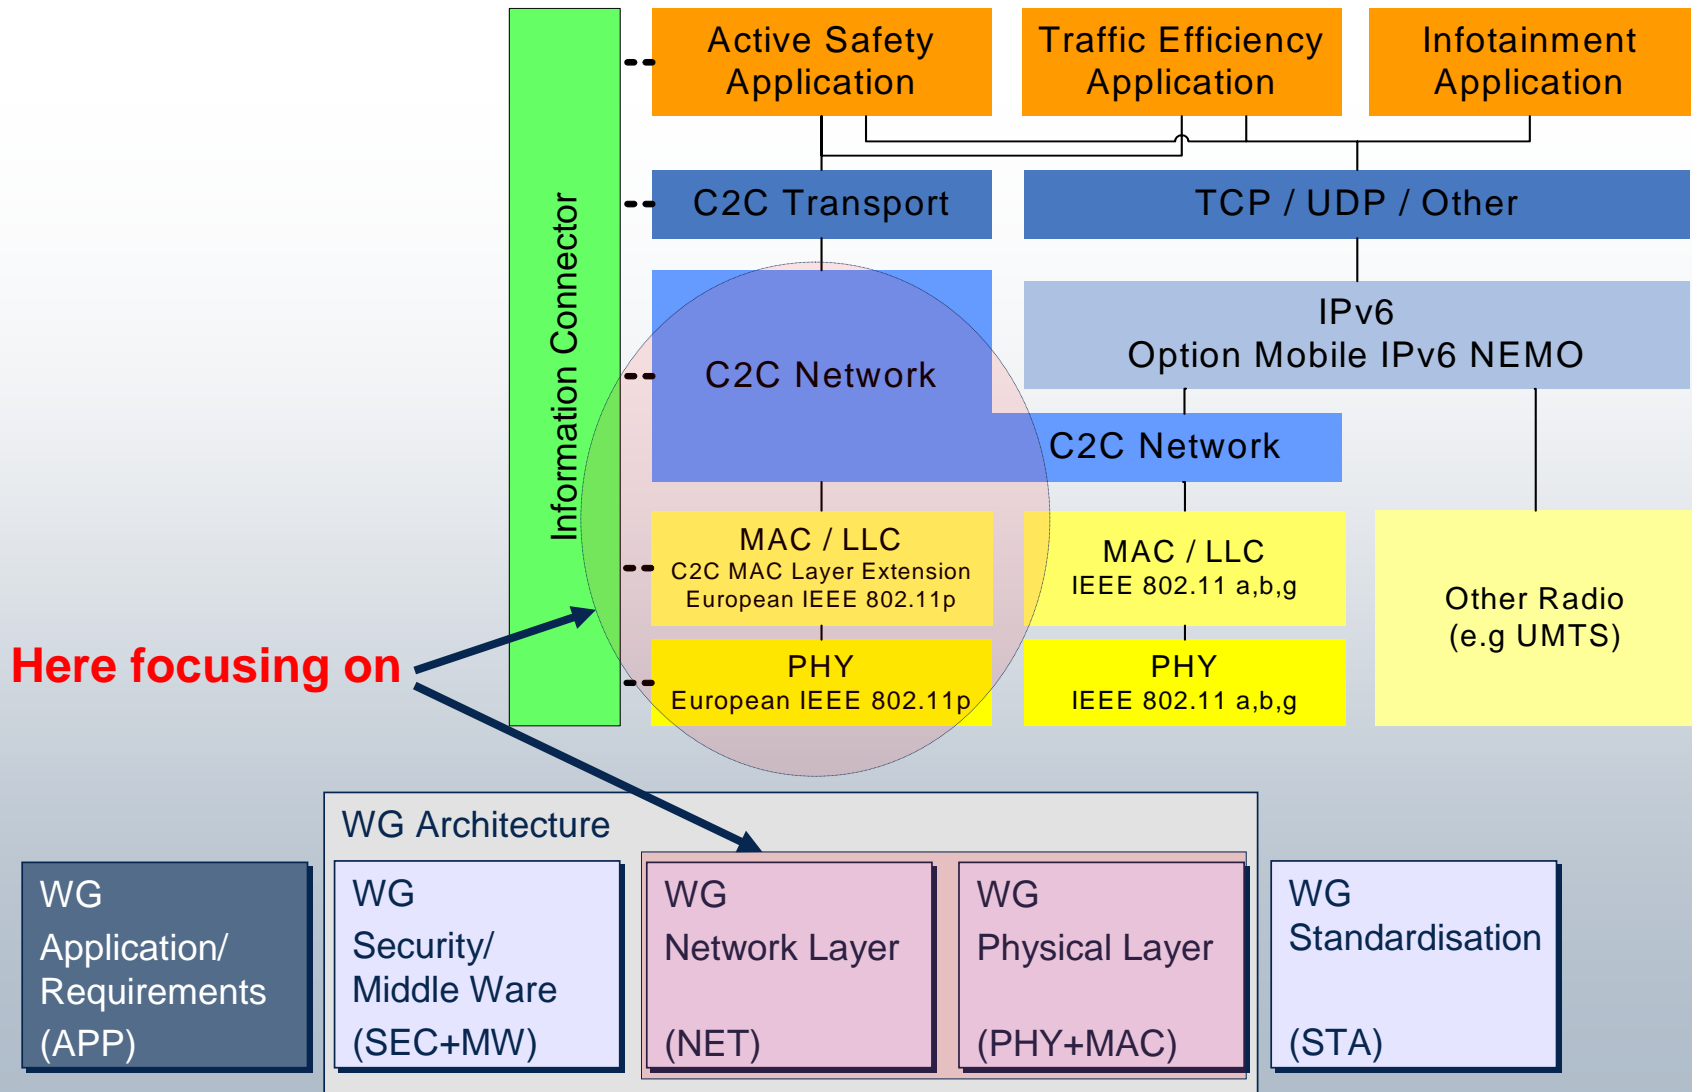 Information Connector
Active Safety
Application
Traffic Efficiency
Application
Infotainment
Application
C2C Transport
TCP / UDP / Other
C2C Network
IPv6
Option Mobile IPv6 NEMO
C2C Network
MAC / LLC
C2C MAC Layer Extension
European IEEE 802.11p
MAC / LLC
IEEE 802.11 a,b,g
Other Radio
(e.g UMTS)
PHY
European IEEE 802.11p
PHY
IEEE 802.11 a,b,g
Here focusing on
WG Architecture
WG
Application/
Requirements
(APP)
WG
Security/
Middle Ware
(SEC+MW)
WG
Network Layer
(NET)
WG
Physical Layer
(PHY+MAC)
WG
Standardisation
(STA)